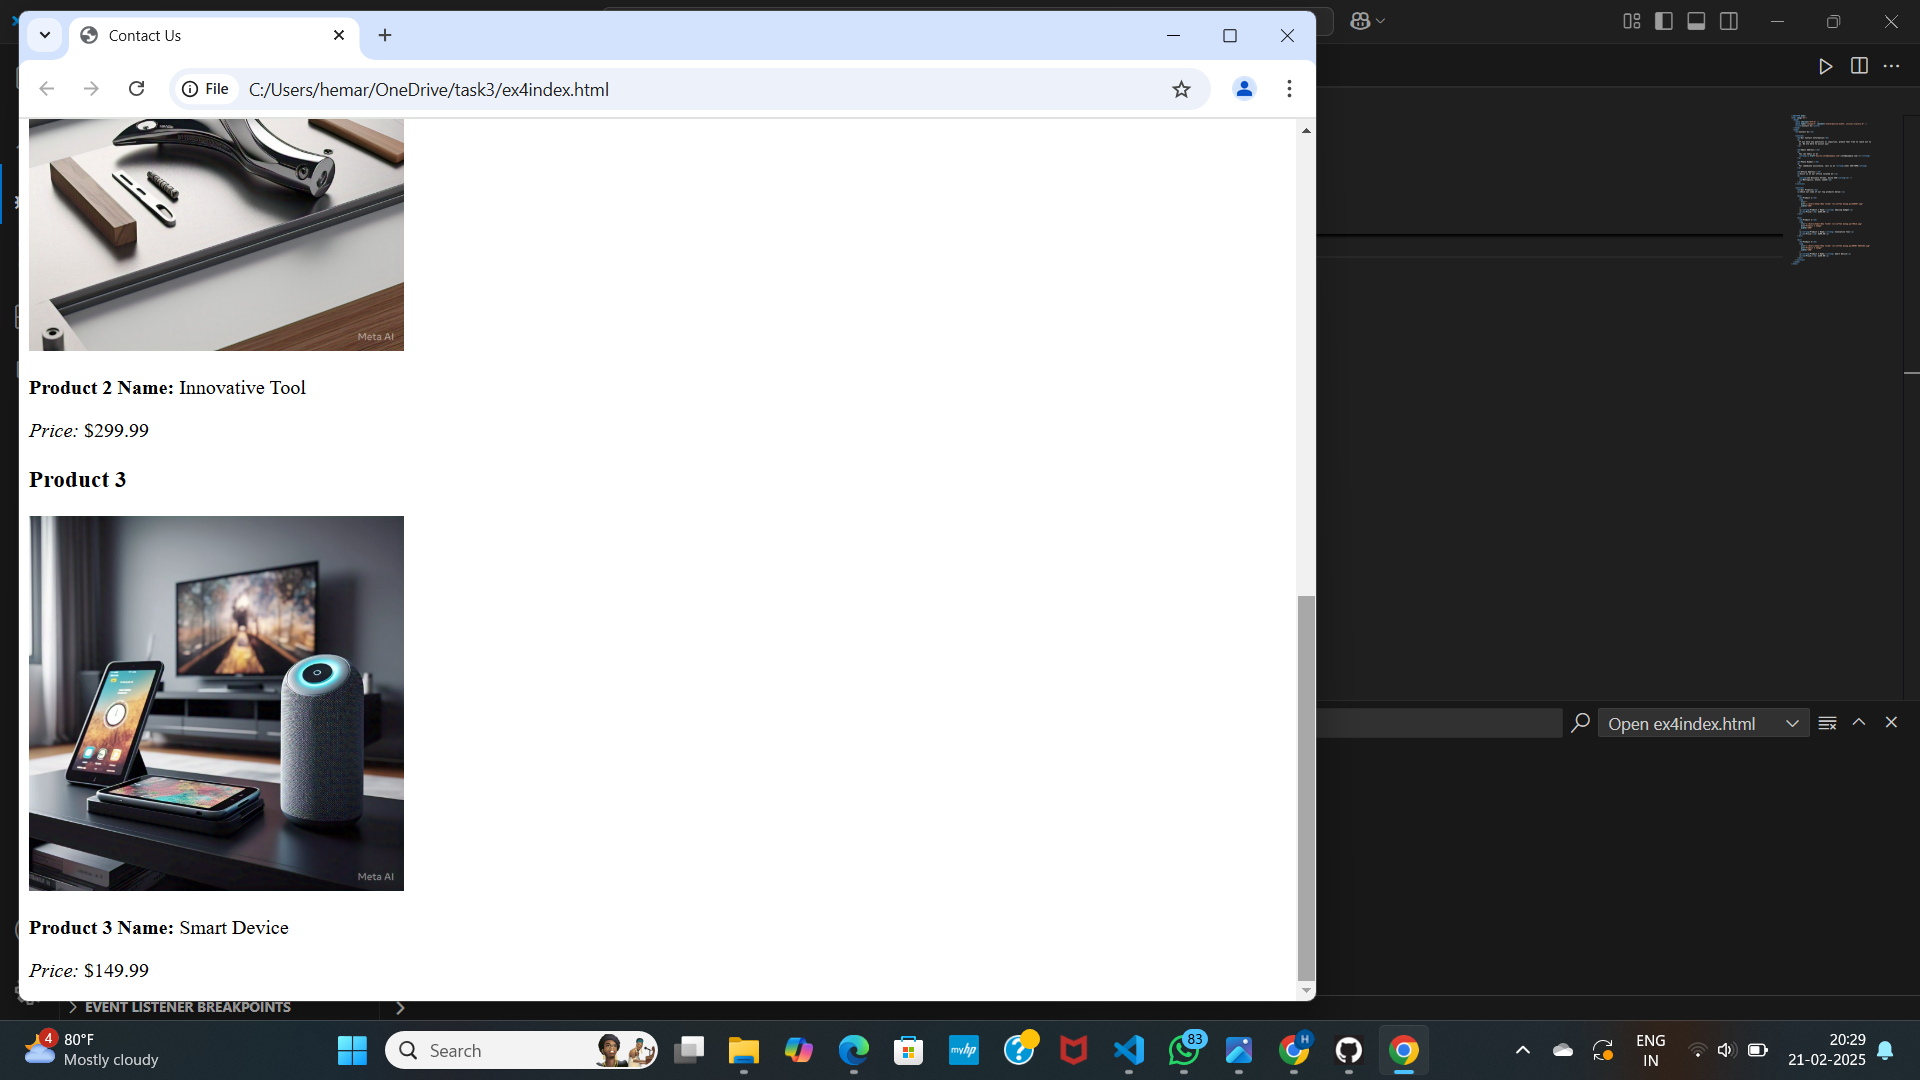 Contact Us
File
C:/Users/hemar/OneDrive/task3/ex4index.html
Meta AI
Product 2 Name: Innovative Tool
Price: $299.99
Product 3
Meta AI
Product 3 Name: Smart Device
Price: $149.99
Open ex4index.html
EVENT LISTENER BREAKPOINTS
4
80°F
Mostly cloudy
Search
myhp
83
H
ENG
IN
20:29
21-02-2025